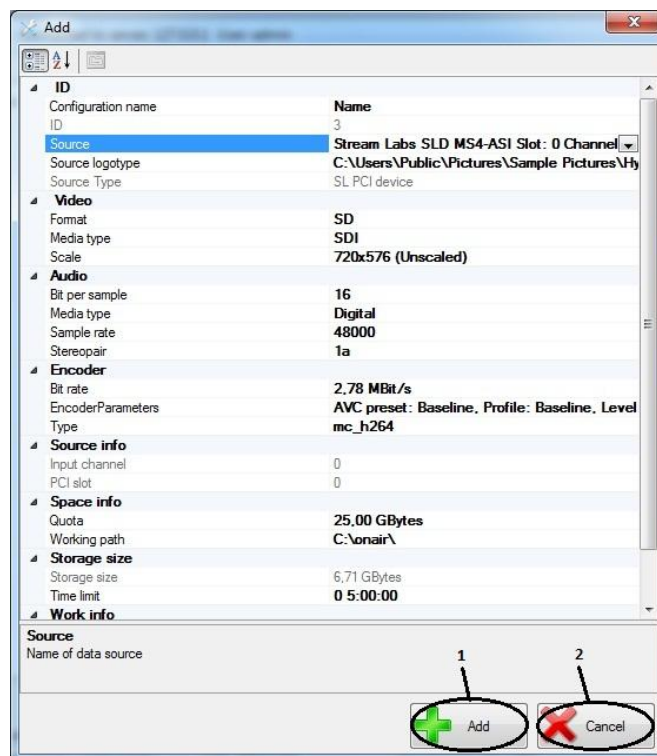 Add
ID
Configuration name Name
ID 3
Source Stream Labs SLD MS4-ASI Slot: 0 Channel
Source logotype C:\Users\Public\Pictures\Sample Pictures\Hy
Source Type SL PCI device
Video
Format SD
Media type SDI
Scale 720x576 (Unscaled)
Audio
Bit per sample 16
Media type Digital
Sample rate 48000
Stereopair 1a
Encoder
Bit rate 2,78 MBit/s
EncoderParameters AVC preset: Baseline, Profile: Baseline, Level
Type mc_h264
Source info
Input channel 0
PCI slot 0
Space info
Quota 25,00 GBytes
Working path C:\onair\
Storage size
Storage size 6,71 GBytes
Time limit 0 5:00:00
Work info
Source
Name of data source
1 2
Add Cancel